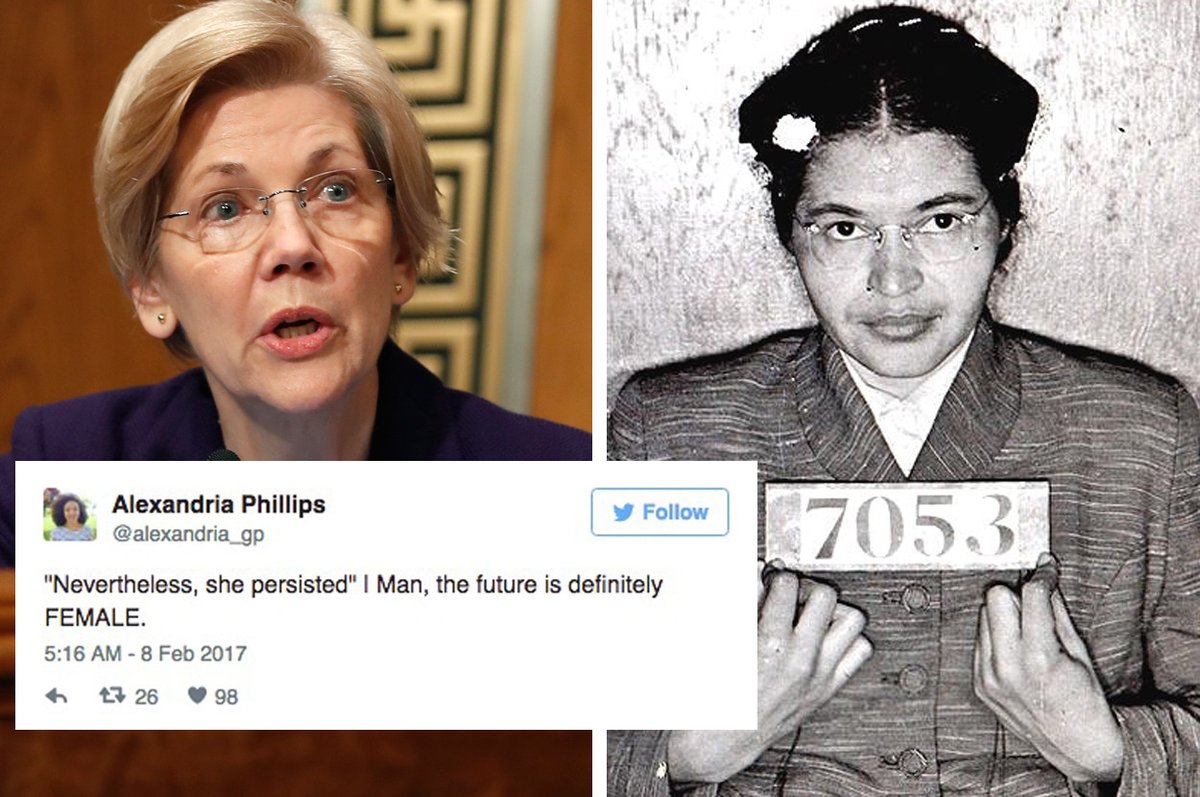 7053
Alexandria Phillips
@alexandria_gp
Follow
"Nevertheless, she persisted" | Man, the future is definitely
FEMALE.
5:16 AM - 8 Feb 2017
26 98